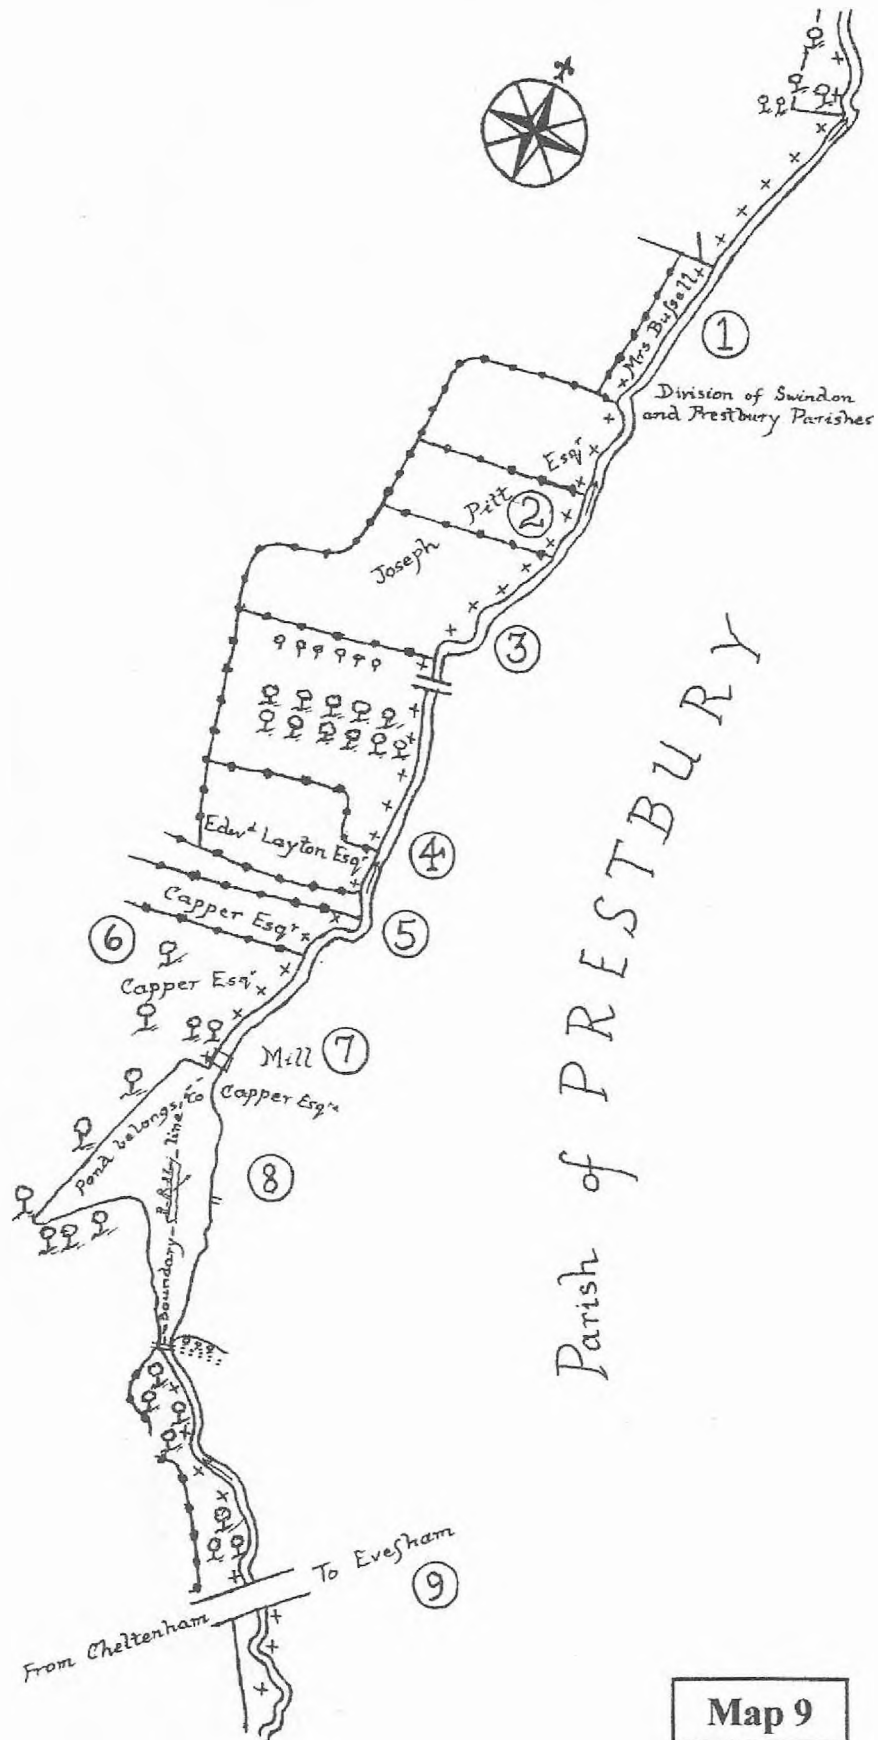 1
Mrs Bussell
Division of Swindon
and Prestbury Parishes
Joseph Pitt Esqr
2
3
Edwd Layton Esqr
4
Capper Esqr
5
6
Capper Esqr
Mill
7
Pond belongs to Capper Esqre
Boundary line
8
Parish of PRESTBURY
From Cheltenham
To Evesham
9
Map 9